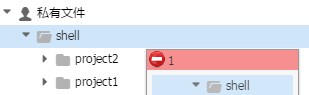 私有文件
shell
project2
1
project1
shell